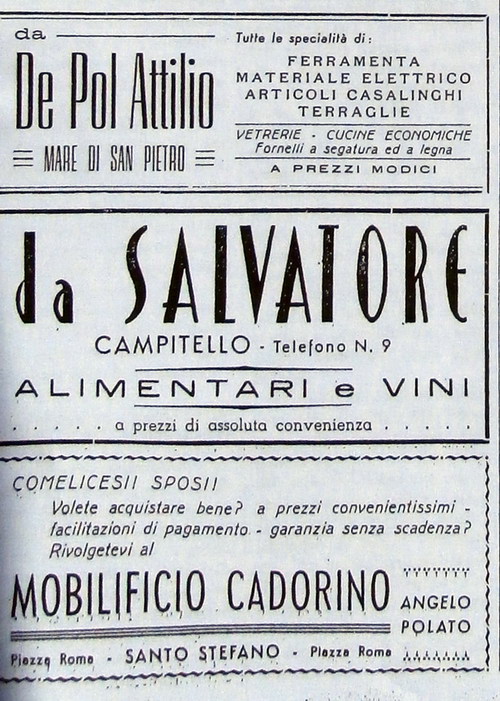 da
De Pol Attilio
MARE DI SAN PIETRO
Tutte le specialità di:
FERRAMENTA
MATERIALE ELETTRICO
ARTICOLI CASALINGHI
TERRAGLIE
VETRERIE - CUCINE ECONOMICHE
Fornelli a segatura ed a legna
A PREZZI MODICI
da SALVATORE
CAMPITELLO - Telefono N. 9
ALIMENTARI e VINI
. . . . . a prezzi di assoluta convenienza . . . . .
COMELICESI! SPOSI!
Volete acquistare bene? a prezzi convenientissimi -
facilitazioni di pagamento - garanzia senza scadenza?
Rivolgetevi al
MOBILIFICIO CADORINO
ANGELO
POLATO
Piazza Roma - SANTO STEFANO - Piazza Roma